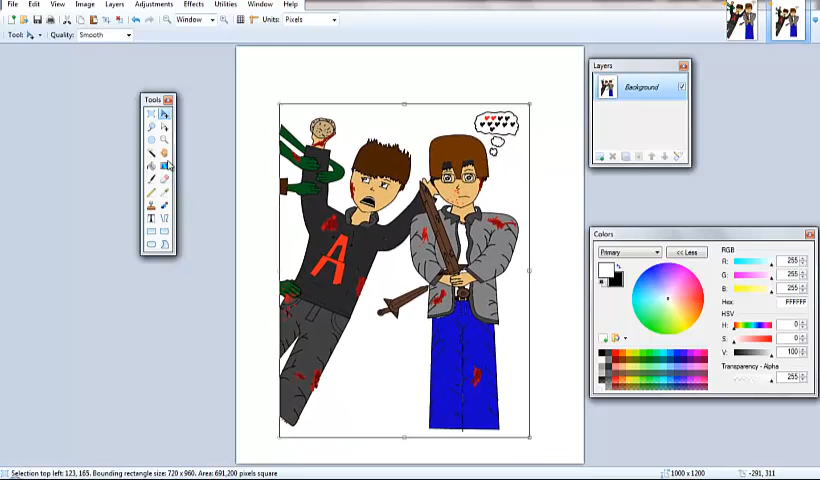 File Edit View Image Layers Adjustments Effects Utilities Window Help
Window Units: Pixels
Tool: Quality: Smooth
Tools
Layers
Background
A
Colors
Primary << Less
RGB
R: 255
G: 255
B: 255
Hex: FFFFFF
HSV
H: 0
S: 0
V: 100
Transparency - Alpha
255
Selection top left: 123, 165. Bounding rectangle size: 720 x 960. Area: 691,200 pixels square
1000 x 1200
-291, 311